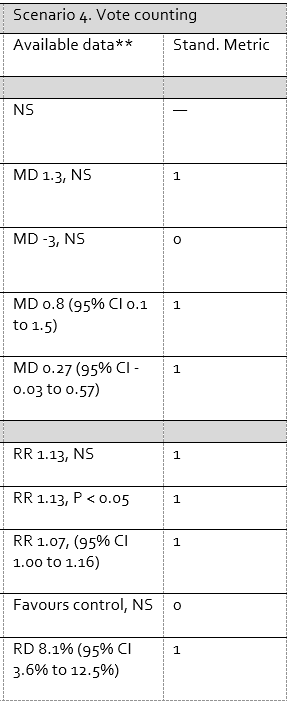 Scenario 4. Vote counting
Available data** Stand. Metric
NS —
MD 1.3, NS 1
MD -3, NS 0
MD 0.8 (95% CI 0.1
to 1.5) 1
MD 0.27 (95% CI -
0.03 to 0.57) 1
RR 1.13, NS 1
RR 1.13, P < 0.05 1
RR 1.07, (95% CI
1.00 to 1.16) 1
Favours control, NS 0
RD 8.1% (95% CI
3.6% to 12.5%) 1